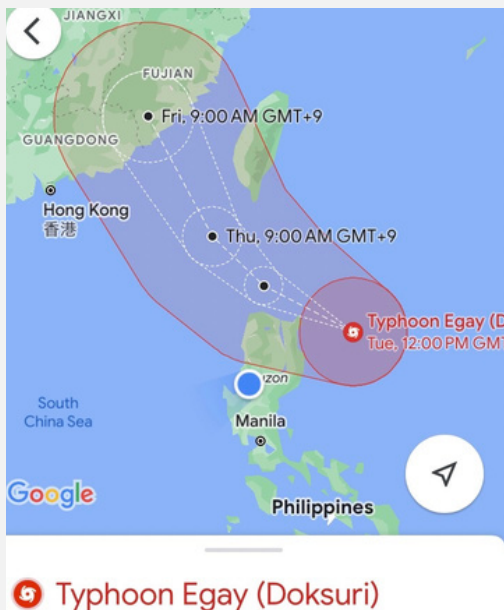 JIANGXI
FUJIAN
Fri, 9:00 AM GMT+9
GUANGDONG
Hong Kong
香港
Thu, 9:00 AM GMT+9
Typhoon Egay (D
Tue, 12:00 PM GMT
uzon
South
China Sea
Manila
Google
Philippines
Typhoon Egay (Doksuri)